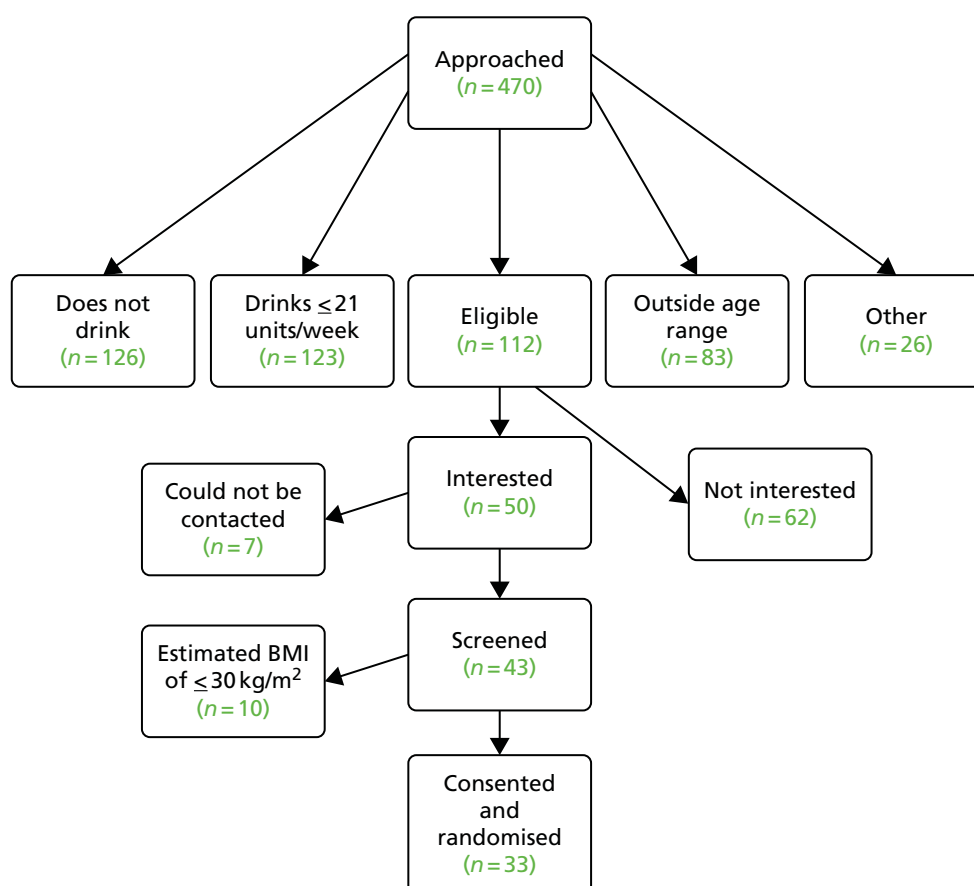 Approached
(n=470)
Does not
drink
(n=126)
Drinks ≤21
units/week
(n=123)
Eligible
(n=112)
Outside age
range
(n=83)
Other
(n=26)
Interested
(n=50)
Could not be
contacted
(n=7)
Not interested
(n=62)
Screened
(n=43)
Estimated BMI
of ≤30 kg/m²
(n=10)
Consented
and
randomised
(n=33)